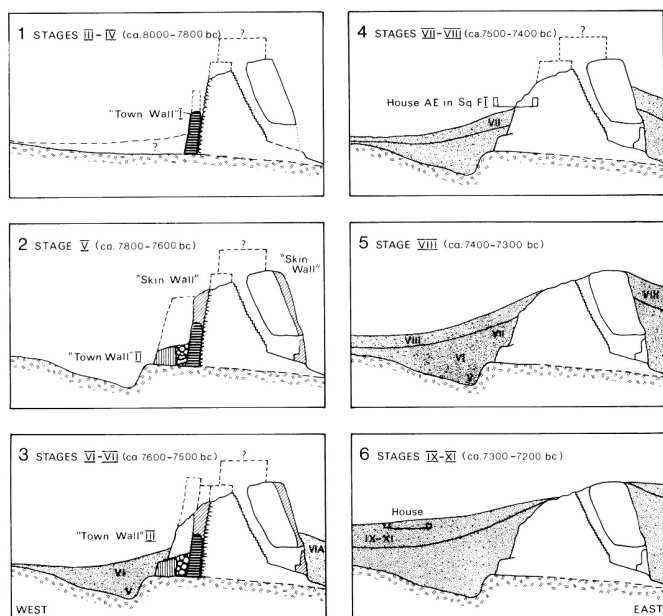 1 STAGES III-IV (ca. 8000-7800 bc)
?
"Town Wall" I
?
2 STAGE V (ca. 7800-7600 bc)
?
"Skin Wall"
"Skin Wall"
"Town Wall" II
3 STAGES VI-VII (ca. 7600-7500 bc)
?
"Town Wall" III
VI
V
VIA
WEST
4 STAGES VII-VIII (ca. 7500-7400 bc)
?
House AE in Sq FI
VII
5 STAGE VIII (ca. 7400-7300 bc)
VIII
VII
VI
V
6 STAGES IX-XI (ca. 7300-7200 bc)
House
IX-XI
EAST